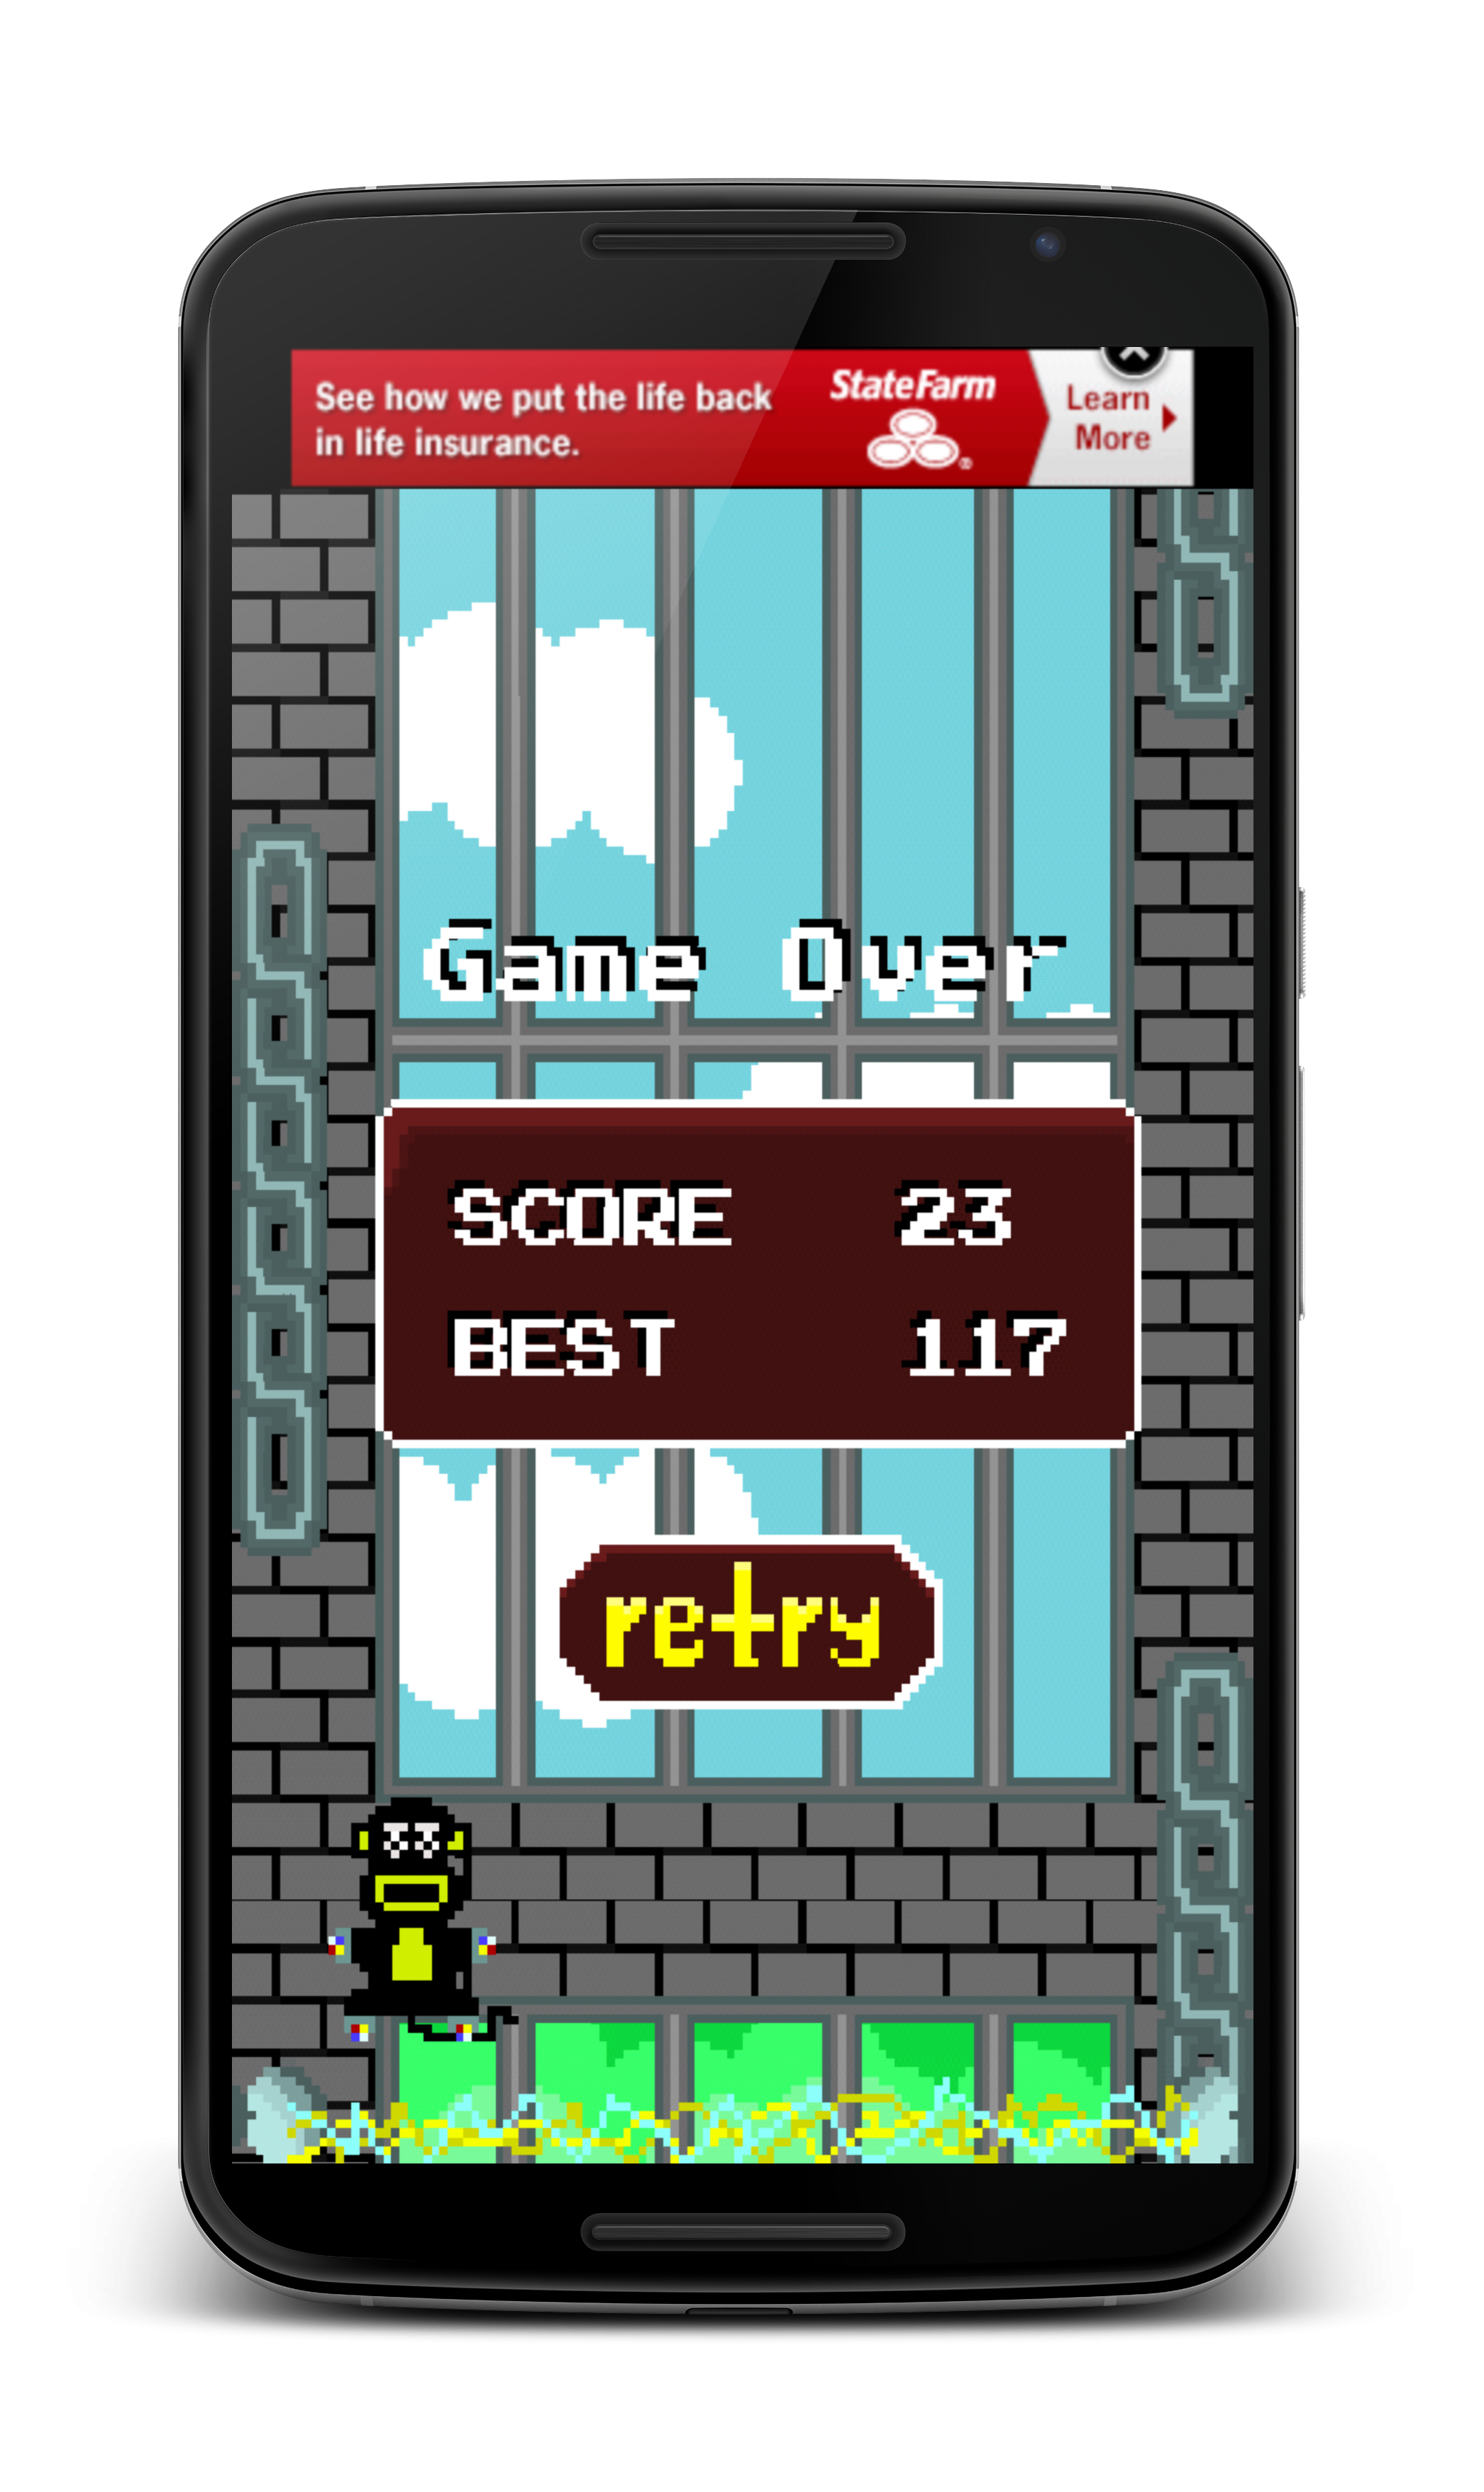 See how we put the life back
in life insurance.
StateFarm
®
Learn
More
Game Over
SCORE 23
BEST 117
retry